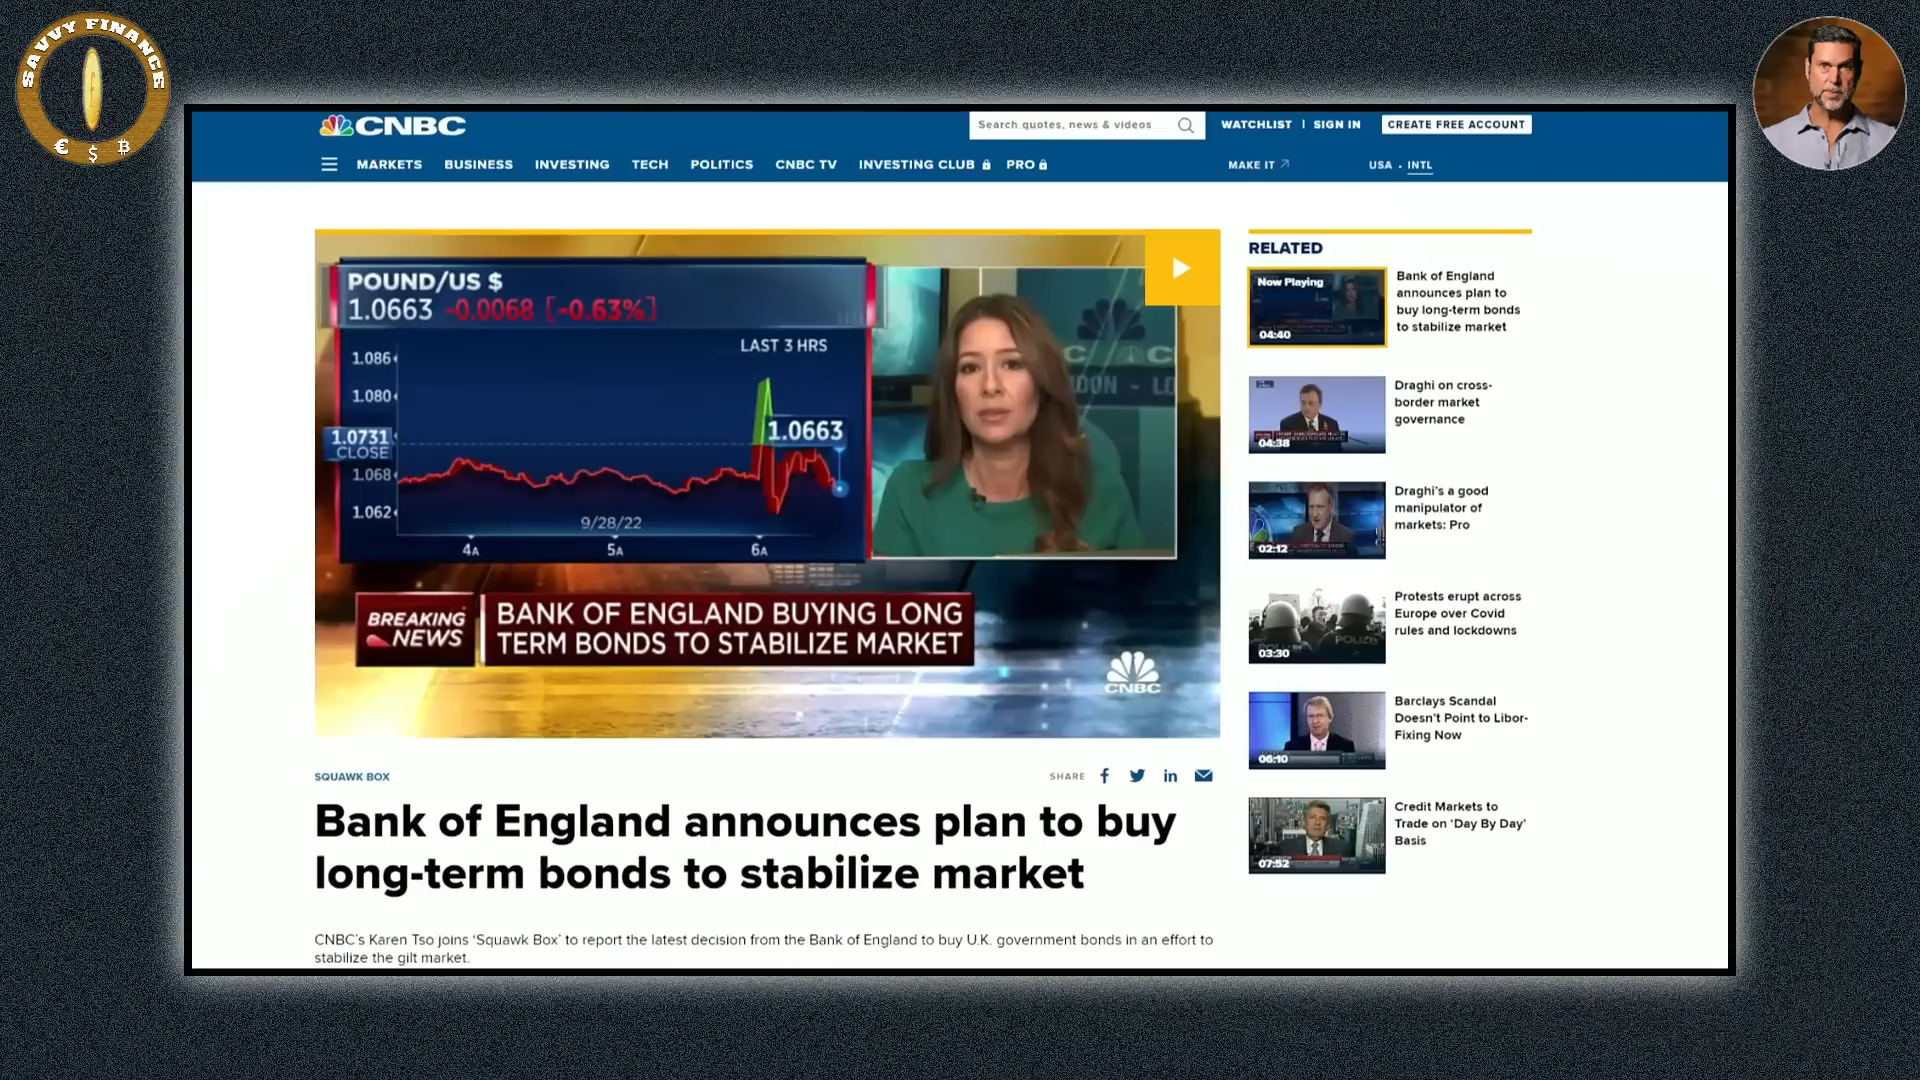 SAVVY FINANCE
€ $ ₿
CNBC
Search quotes, news & videos
WATCHLIST | SIGN IN
CREATE FREE ACCOUNT
MARKETS BUSINESS INVESTING TECH POLITICS CNBC TV INVESTING CLUB PRO
MAKE IT
USA • INTL
POUND/US $
1.0663 -0.0068 [-0.63%]
LAST 3 HRS
1.086
1.080
1.0731
CLOSE
1.068
1.062
1.0663
9/28/22
4A 5A 6A
BREAKING
NEWS
BANK OF ENGLAND BUYING LONG
TERM BONDS TO STABILIZE MARKET
CNBC
SQUAWK BOX
SHARE
Bank of England announces plan to buy
long-term bonds to stabilize market
CNBC’s Karen Tso joins ‘Squawk Box’ to report the latest decision from the Bank of England to buy U.K. government bonds in an effort to
stabilize the gilt market.
RELATED
Now Playing
04:40
Bank of England
announces plan to
buy long-term bonds
to stabilize market
04:38
Draghi on cross-
border market
governance
02:12
Draghi’s a good
manipulator of
markets: Pro
POLIZEI
03:30
Protests erupt across
Europe over Covid
rules and lockdowns
06:10
Barclays Scandal
Doesn’t Point to Libor-
Fixing Now
07:52
Credit Markets to
Trade on ‘Day By Day’
Basis